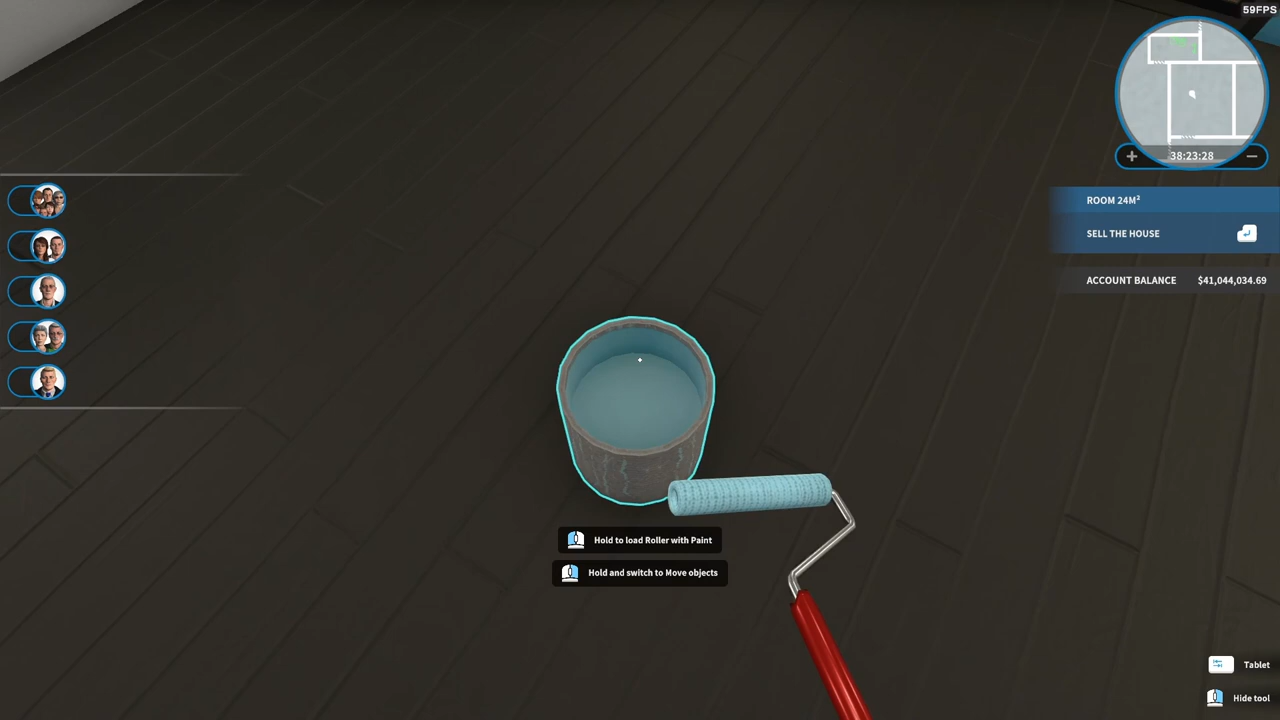 59FPS
+ 38:23:28 −
ROOM 24M²
SELL THE HOUSE
ACCOUNT BALANCE $41,044,034.69
Hold to load Roller with Paint
Hold and switch to Move objects
Tablet
Hide tool